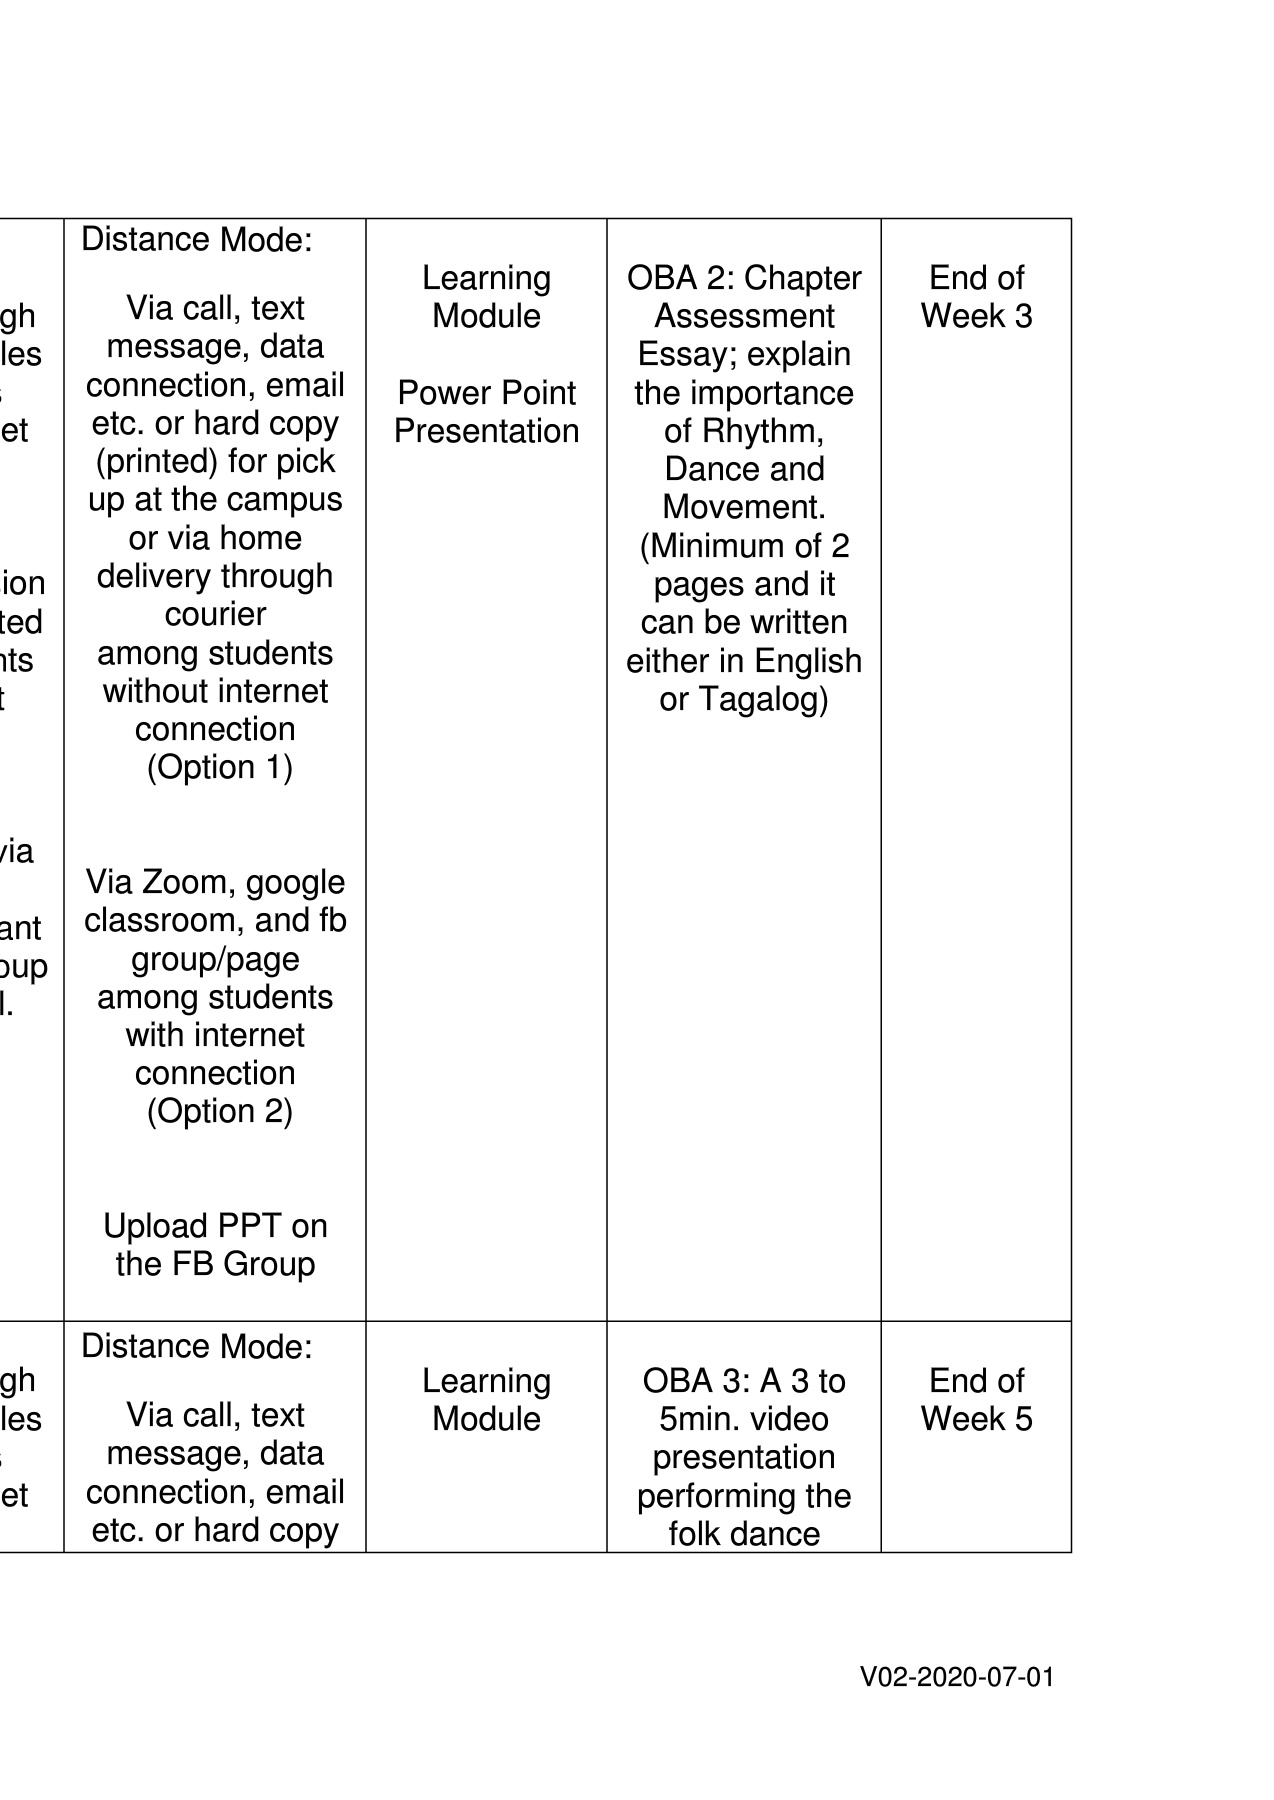 gh
les
s
et
sion
ted
nts
t
via
ant
oup
l.
Distance Mode:
Via call, text
message, data
connection, email
etc. or hard copy
(printed) for pick
up at the campus
or via home
delivery through
courier
among students
without internet
connection
(Option 1)
Via Zoom, google
classroom, and fb
group/page
among students
with internet
connection
(Option 2)
Upload PPT on
the FB Group
Learning
Module
Power Point
Presentation
OBA 2: Chapter
Assessment
Essay; explain
the importance
of Rhythm,
Dance and
Movement.
(Minimum of 2
pages and it
can be written
either in English
or Tagalog)
End of
Week 3
gh
les
s
et
Distance Mode:
Via call, text
message, data
connection, email
etc. or hard copy
Learning
Module
OBA 3: A 3 to
5min. video
presentation
performing the
folk dance
End of
Week 5
V02-2020-07-01